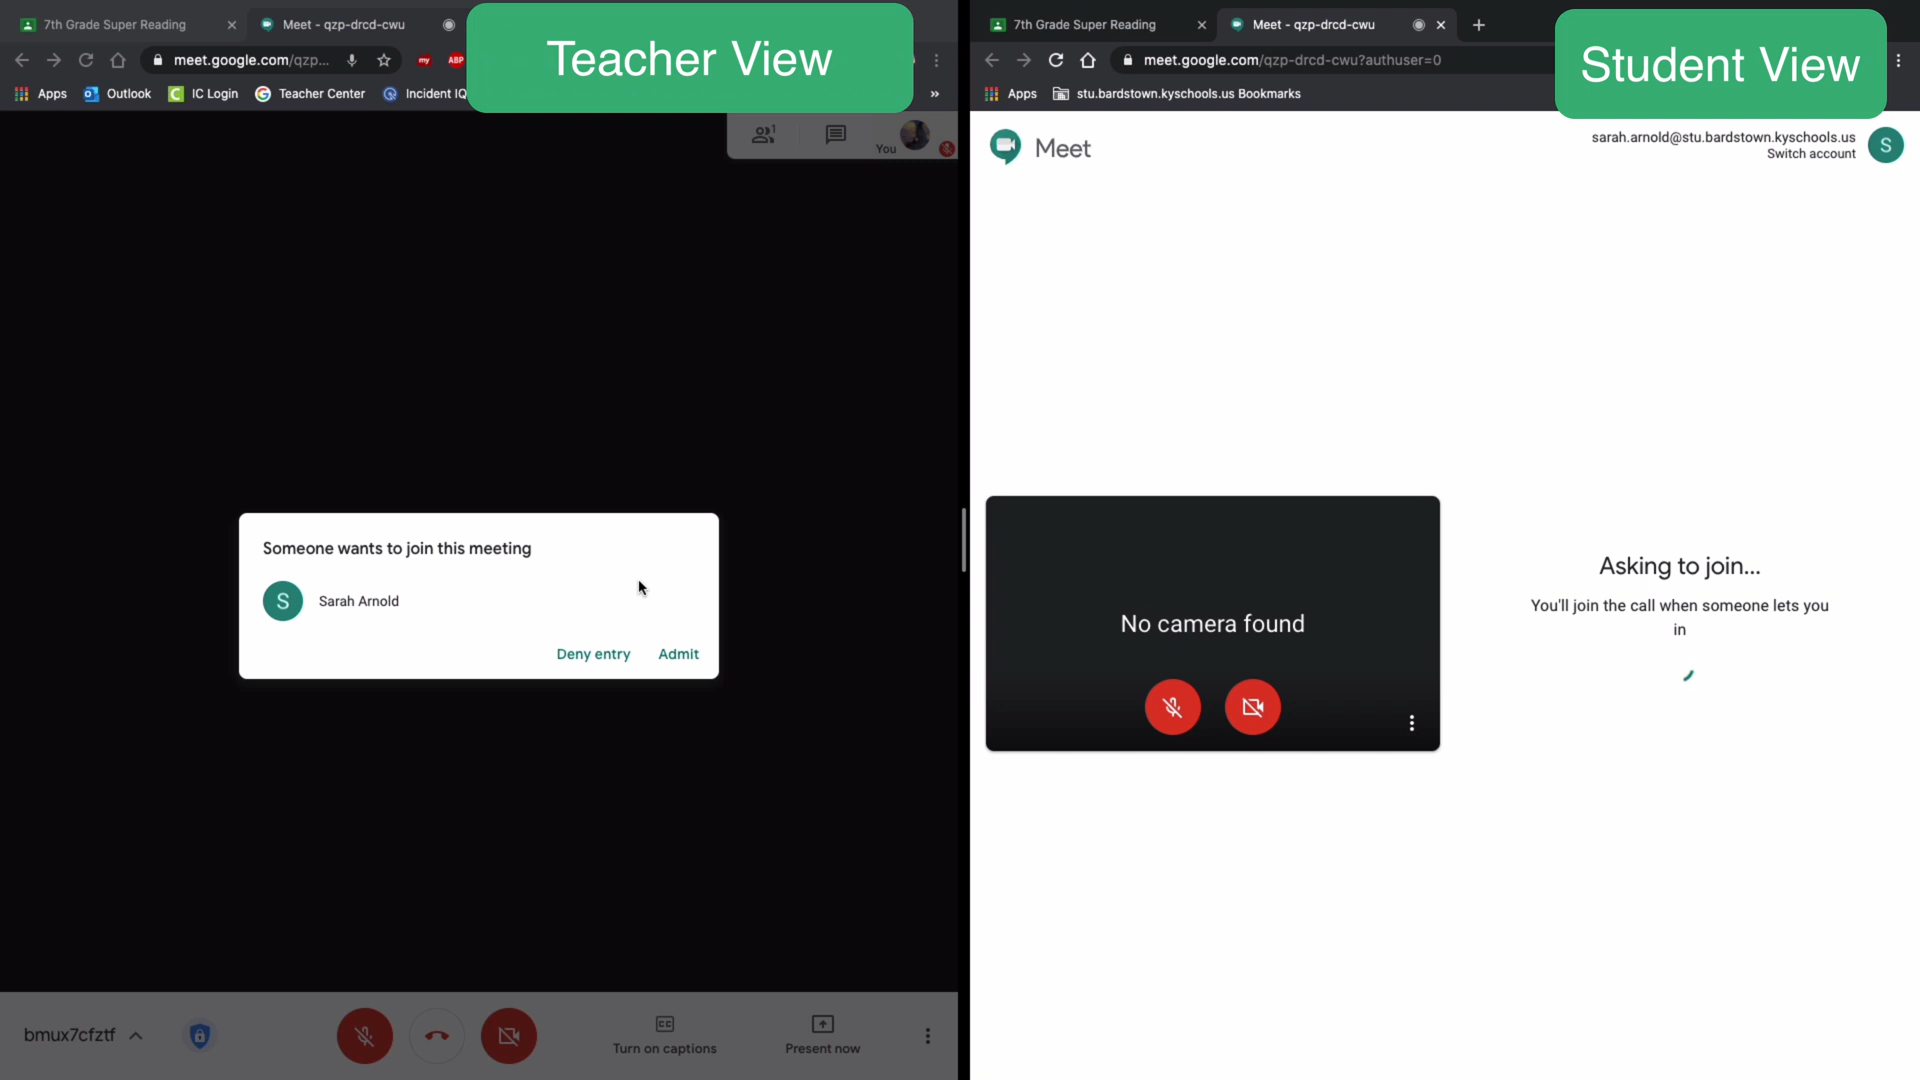 7th Grade Super Reading
Meet - qzp-drcd-cwu
Teacher View
meet.google.com/qzp...
my
ABP
Apps
Outlook
IC Login
Teacher Center
Incident IQ
»
1
You
Someone wants to join this meeting
S
Sarah Arnold
Deny entry
Admit
bmux7cfztf
CC
Turn on captions
Present now
7th Grade Super Reading
Meet - qzp-drcd-cwu
Student View
meet.google.com/qzp-drcd-cwu?authuser=0
Apps
stu.bardstown.kyschools.us Bookmarks
Meet
sarah.arnold@stu.bardstown.kyschools.us
Switch account
S
No camera found
Asking to join...
You'll join the call when someone lets you
in